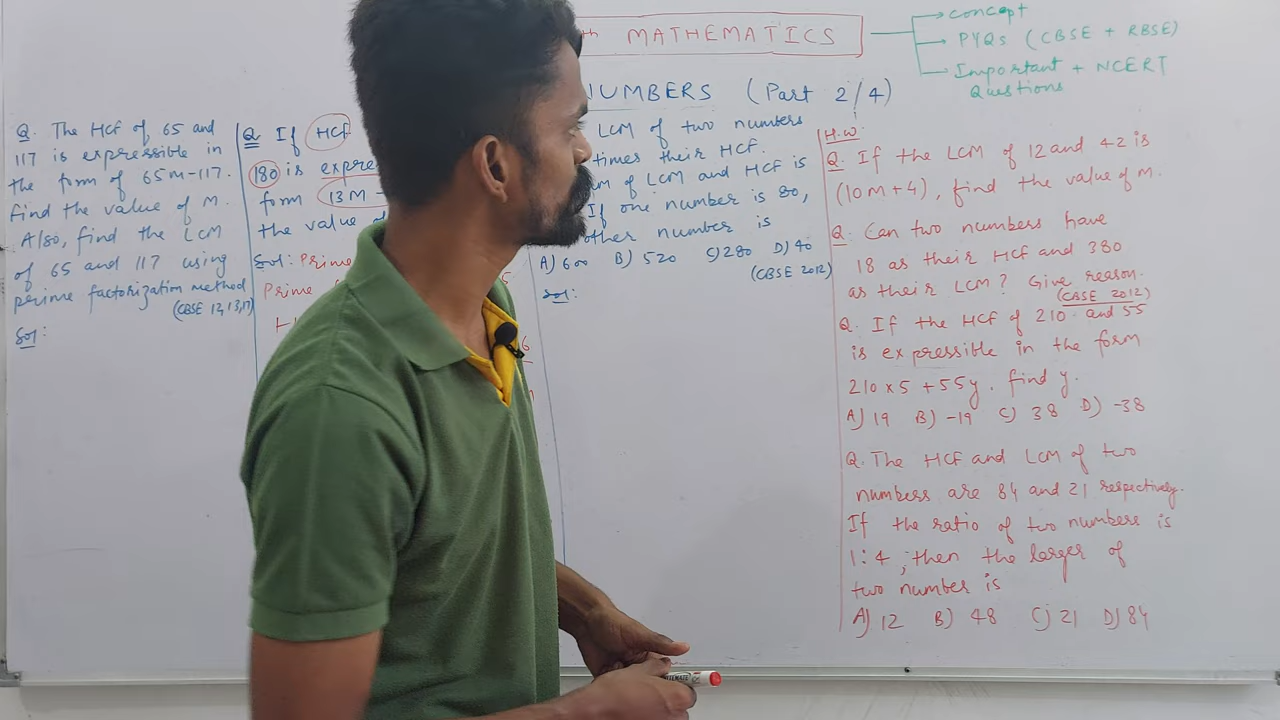 th MATHEMATICS
concept
PYQs (CBSE + RBSE)
Important + NCERT
Questions
NUMBERS (Part 2/4)
Q. The HCF of 65 and
117 is expressible in
the form of 65m-117.
find the value of M.
Also, find the LCM
of 65 and 117 using
prime factorization method
(CBSE 12,13,17)
Sol:
Q If HCF
180 is expre
form 13M -
the value of
Sol: Prime
Prime
H
6
LCM of two numbers
times their HCF.
m of LCM and HCF is
If one number is 80,
other number is
A) 600 B) 520 C) 280 D) 40
(CBSE 2012)
Sol:
H.W.
Q. If the LCM of 12 and 42 is
(10M+4), find the value of M.
Q. Can two numbers have
18 as their HCF and 380
as their LCM? Give reason.
(CBSE 2012)
Q. If the HCF of 210 and 55
is expressible in the form
210×5 +55y. find y.
A) 19 B) -19 C) 38 D) -38
Q. The HCF and LCM of two
numbers are 84 and 21 respectively.
If the ratio of two numbers is
1:4, then the larger of
two number is
A) 12 B) 48 C) 21 D) 84